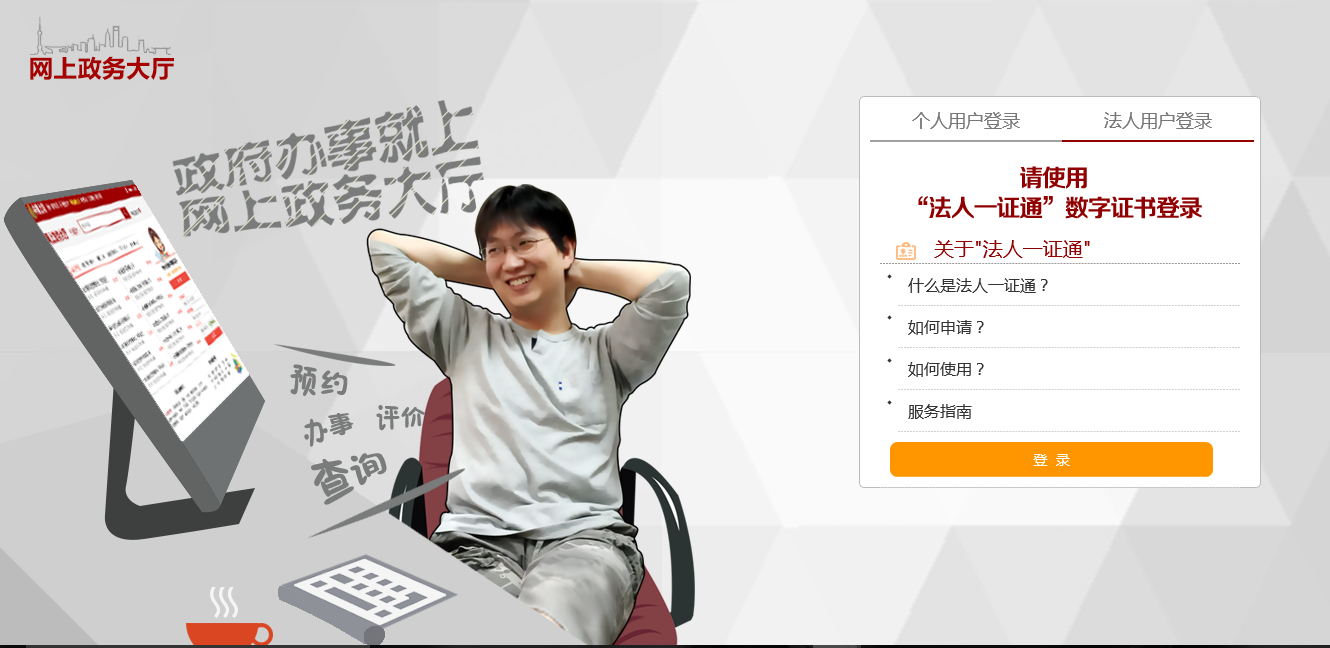 网上政务大厅
政府办事就上
网上政务大厅
预约
办事 评价
查询
个人用户登录 法人用户登录
请使用
“法人一证通”数字证书登录
关于"法人一证通"
什么是法人一证通？
如何申请？
如何使用？
服务指南
登 录